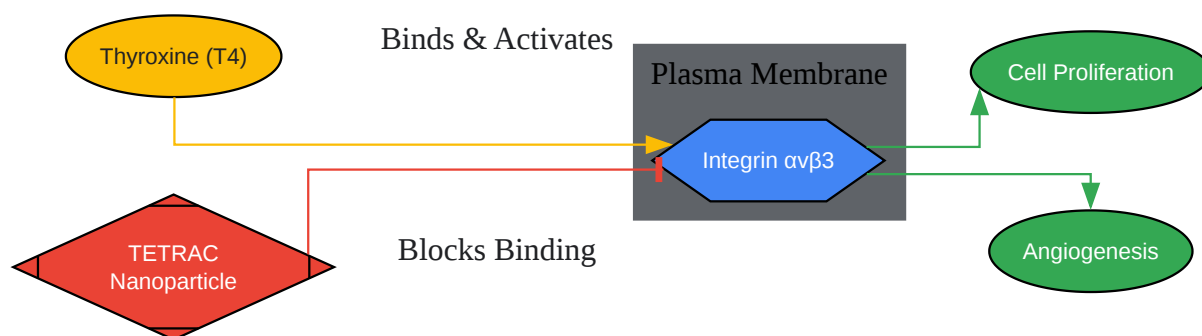 Binds & Activates
Thyroxine (T4)
Plasma Membrane
Cell Proliferation
Integrin αvβ3
TETRAC
Nanoparticle
Blocks Binding
Angiogenesis